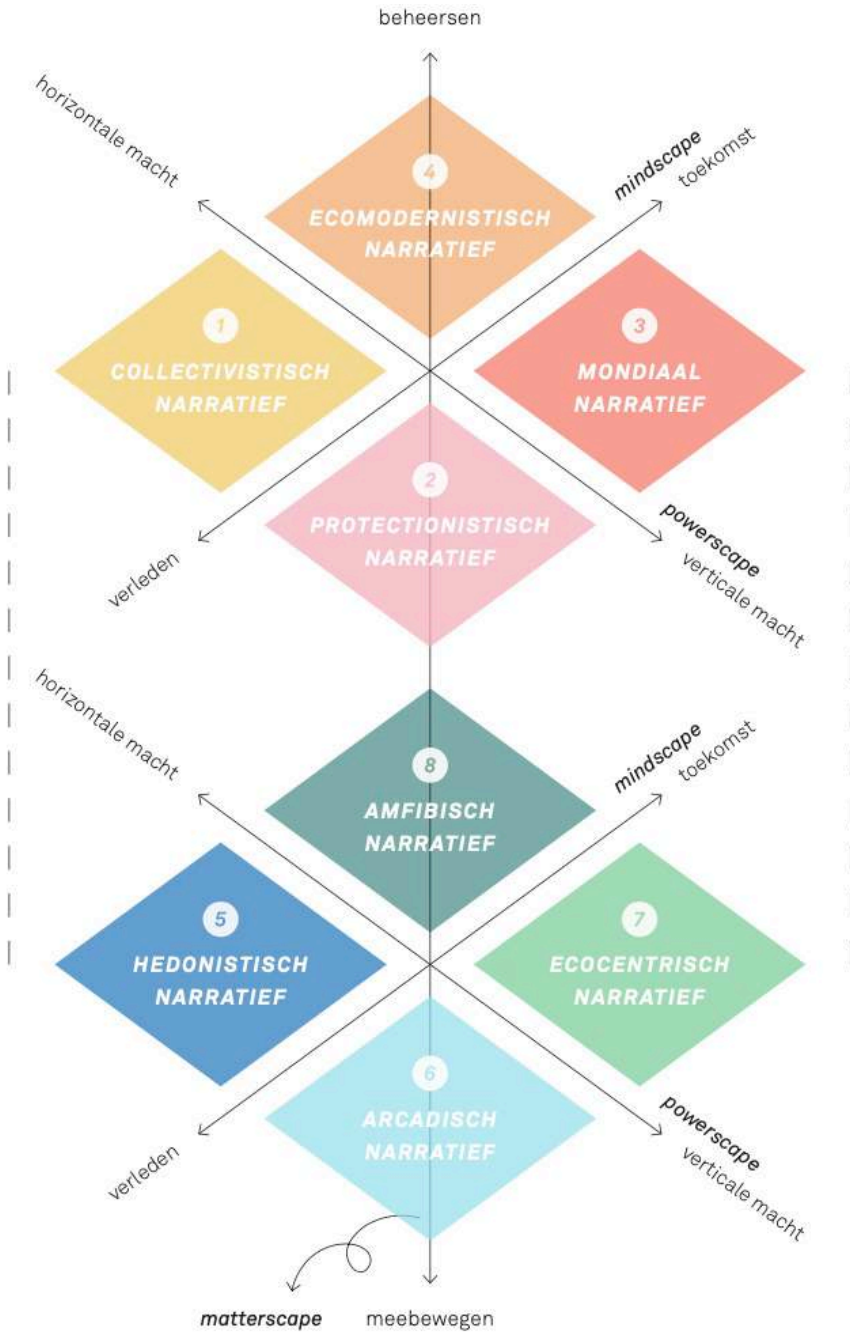 beheersen
horizontale macht
mindscape
toekomst
4
ECOMODERNISTISCH
NARRATIEF
1
COLLECTIVISTISCH
NARRATIEF
3
MONDIAAL
NARRATIEF
2
PROTECTIONISTISCH
NARRATIEF
verleden
powerscape
verticale macht
horizontale macht
mindscape
toekomst
8
AMFIBISCH
NARRATIEF
5
HEDONISTISCH
NARRATIEF
7
ECOCENTRISCH
NARRATIEF
6
ARCADISCH
NARRATIEF
verleden
powerscape
verticale macht
matterscape
meebewegen